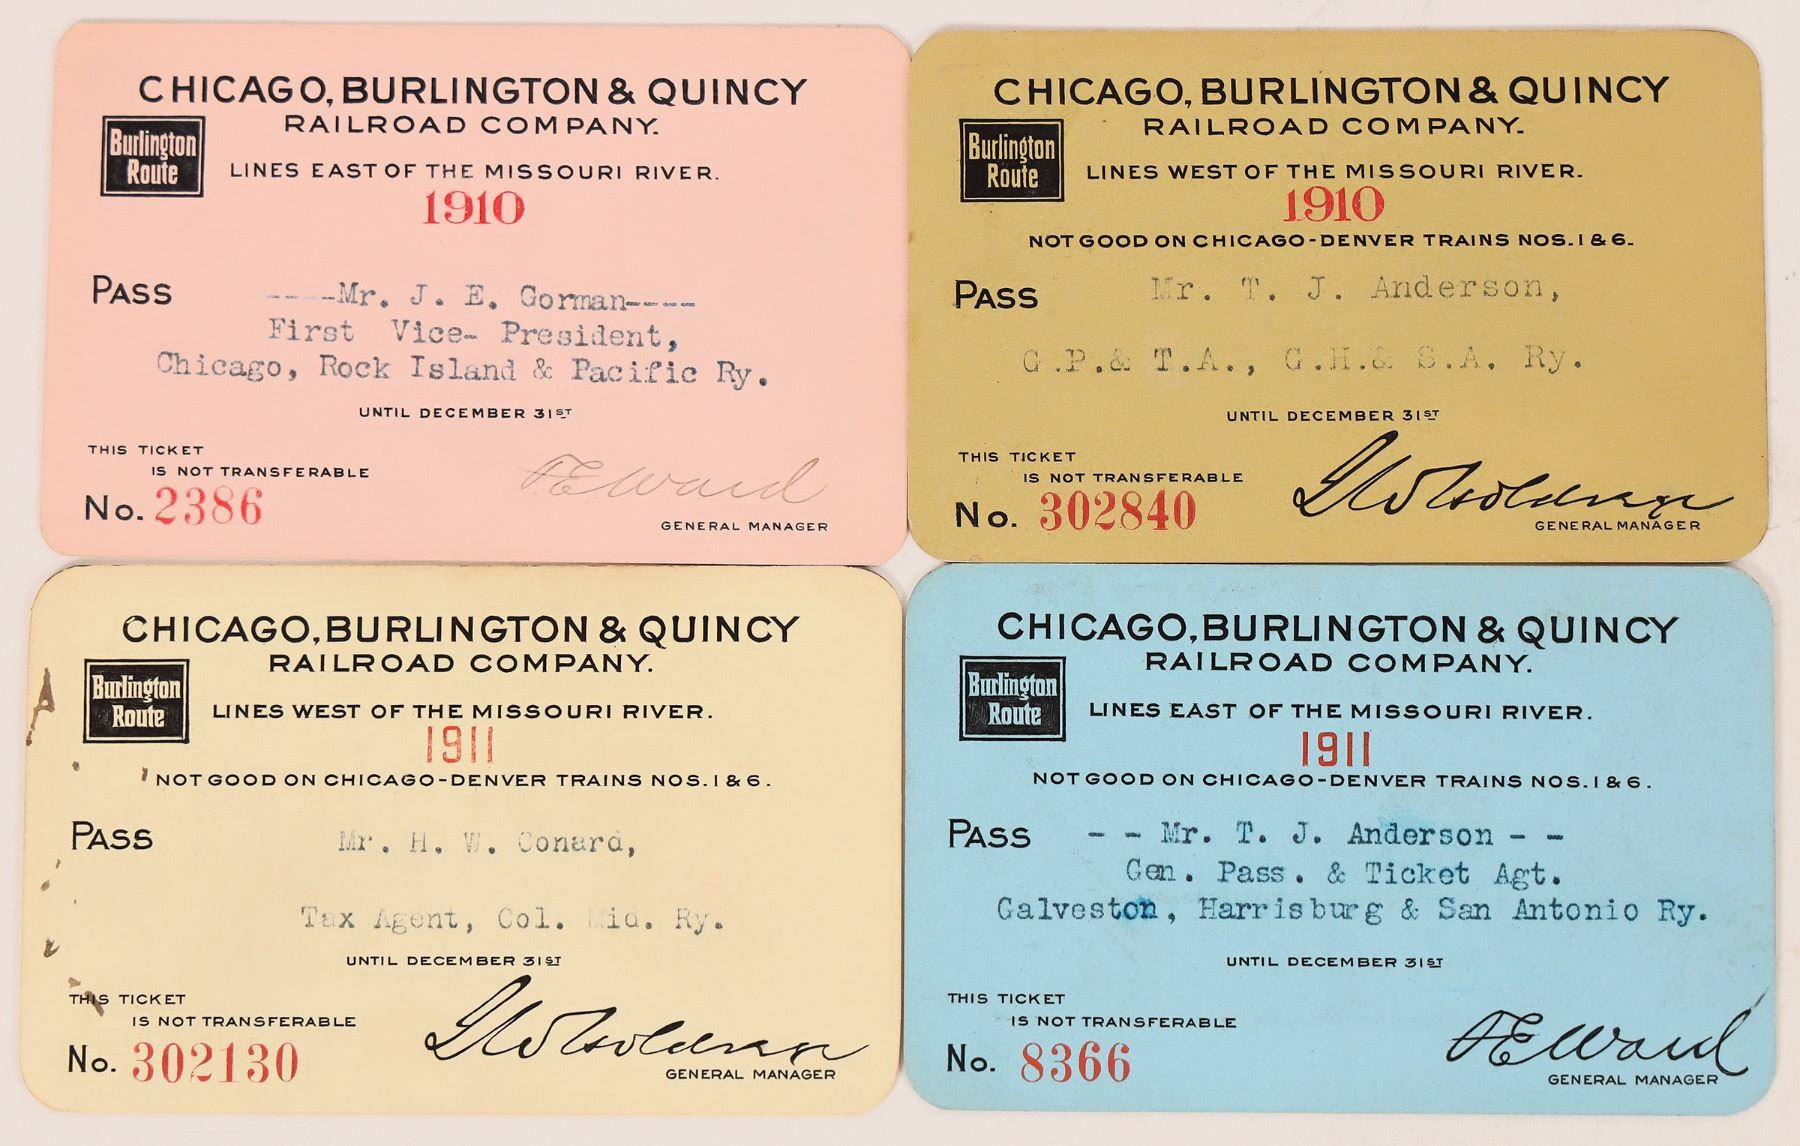 CHICAGO, BURLINGTON & QUINCY
RAILROAD COMPANY.
Burlington
Route
LINES EAST OF THE MISSOURI RIVER.
1910
PASS
----Mr. J. E. Gorman----
First Vice- President,
Chicago, Rock Island & Pacific Ry.
UNTIL DECEMBER 31ST
THIS TICKET
IS NOT TRANSFERABLE
No. 2386
F E Ward
GENERAL MANAGER
CHICAGO, BURLINGTON & QUINCY
RAILROAD COMPANY.
Burlington
Route
LINES WEST OF THE MISSOURI RIVER.
1910
NOT GOOD ON CHICAGO-DENVER TRAINS NOS. 1 & 6.
PASS
Mr. T. J. Anderson,
G.P.& T.A., G.H.& S.A. Ry.
UNTIL DECEMBER 31ST
THIS TICKET
IS NOT TRANSFERABLE
No. 302840
GENERAL MANAGER
CHICAGO, BURLINGTON & QUINCY
RAILROAD COMPANY.
Burlington
Route
LINES WEST OF THE MISSOURI RIVER.
1911
NOT GOOD ON CHICAGO-DENVER TRAINS NOS. 1 & 6.
PASS
Mr. H. W. Conard,
Tax Agent, Col. Mid. Ry.
UNTIL DECEMBER 31ST
THIS TICKET
IS NOT TRANSFERABLE
No. 302130
GENERAL MANAGER
CHICAGO, BURLINGTON & QUINCY
RAILROAD COMPANY.
Burlington
Route
LINES EAST OF THE MISSOURI RIVER.
1911
NOT GOOD ON CHICAGO-DENVER TRAINS NOS. 1 & 6.
PASS
- - Mr. T. J. Anderson - -
Gen. Pass. & Ticket Agt.
Galveston, Harrisburg & San Antonio Ry.
UNTIL DECEMBER 31ST
THIS TICKET
IS NOT TRANSFERABLE
No. 8366
F E Ward
GENERAL MANAGER